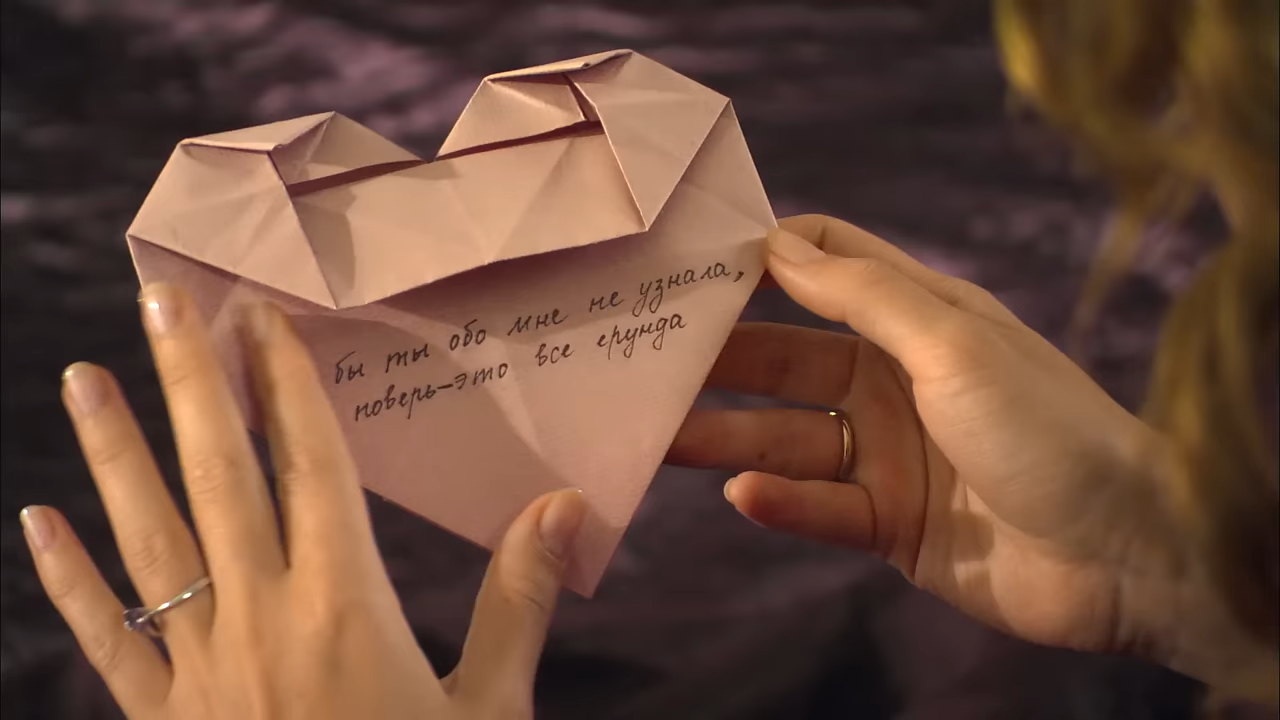 бы ты обо мне не узнала,
поверь-это все ерунда